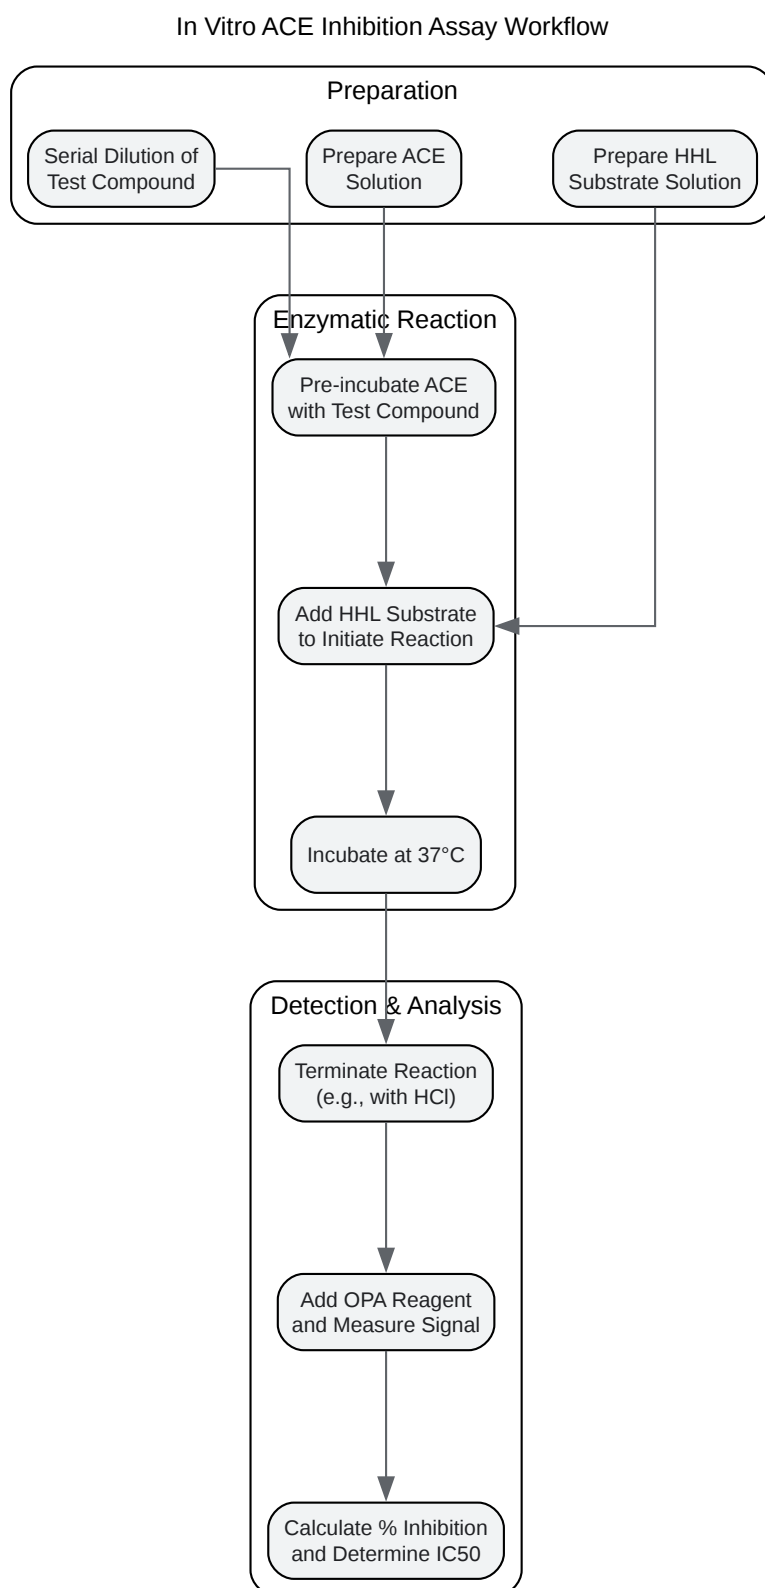 In Vitro ACE Inhibition Assay Workflow
Preparation
Serial Dilution of
Test Compound
Prepare ACE
Solution
Prepare HHL
Substrate Solution
Enzymatic Reaction
Pre-incubate ACE
with Test Compound
Add HHL Substrate
to Initiate Reaction
Incubate at 37°C
Detection & Analysis
Terminate Reaction
(e.g., with HCl)
Add OPA Reagent
and Measure Signal
Calculate % Inhibition
and Determine IC50